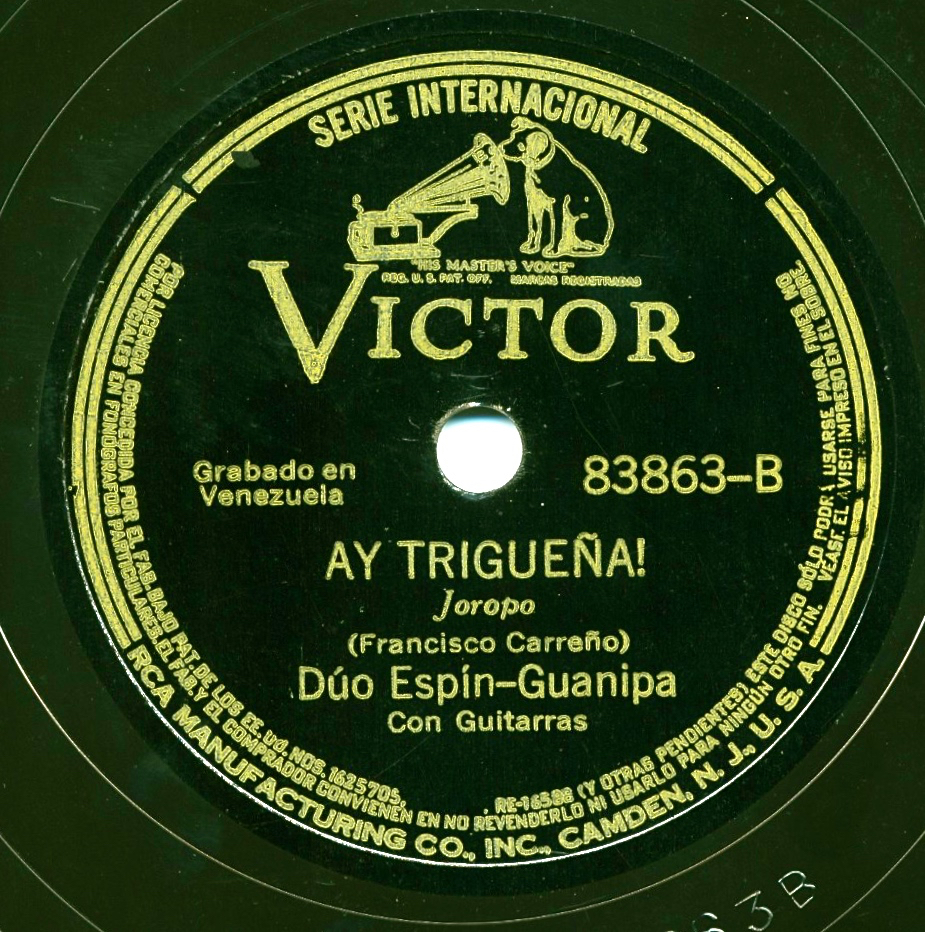 SERIE INTERNACIONAL
"HIS MASTER'S VOICE"
REG. U. S. PAT. OFF. MARCAS REGISTRADAS
VICTOR
Grabado en
Venezuela
83863-B
AY TRIGUEÑA!
Joropo
(Francisco Carreño)
Dúo Espín-Guanipa
Con Guitarras
POR LICENCIA CONCEDIDA POR EL FAB. BAJO PAT. DE LOS EE. UU. NOS. 1625705, RE-16588 (Y OTRAS PENDIENTES) ESTE DISCO SÓLO PODRÁ USARSE PARA FINES NO
COMERCIALES EN FONÓGRAFOS PARTICULARES. EL FAB. Y EL COMPRADOR CONVIENEN EN NO REVENDERLO NI USARLO PARA NINGÚN OTRO FIN. VEASE EL AVISO IMPRESO EN EL SOBRE.
RCA MANUFACTURING CO., INC., CAMDEN, N. J., U. S. A.
63B